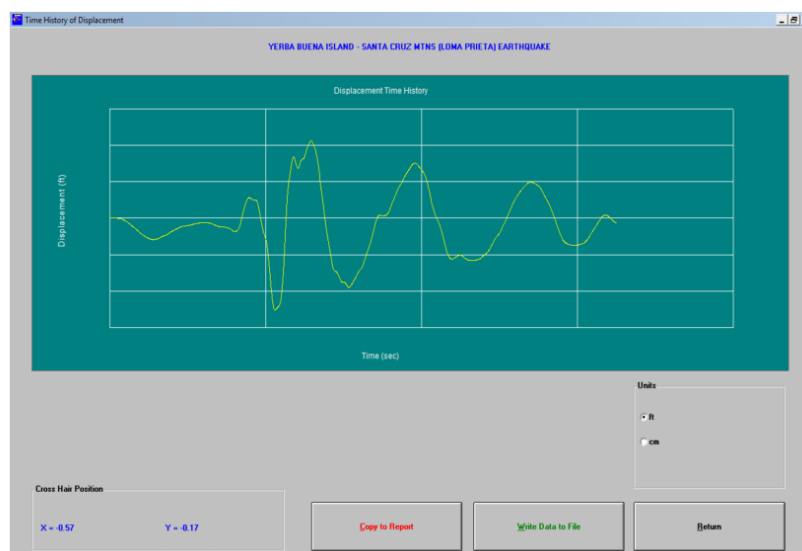 Time History of Displacement
YERBA BUENA ISLAND - SANTA CRUZ MTNS (LOMA PRIETA) EARTHQUAKE
Displacement Time History
Displacement (ft)
Time (sec)
Units
ft
cm
Cross Hair Position
X = -0.57 Y = -0.17
Copy to Report
Write Data to File
Return